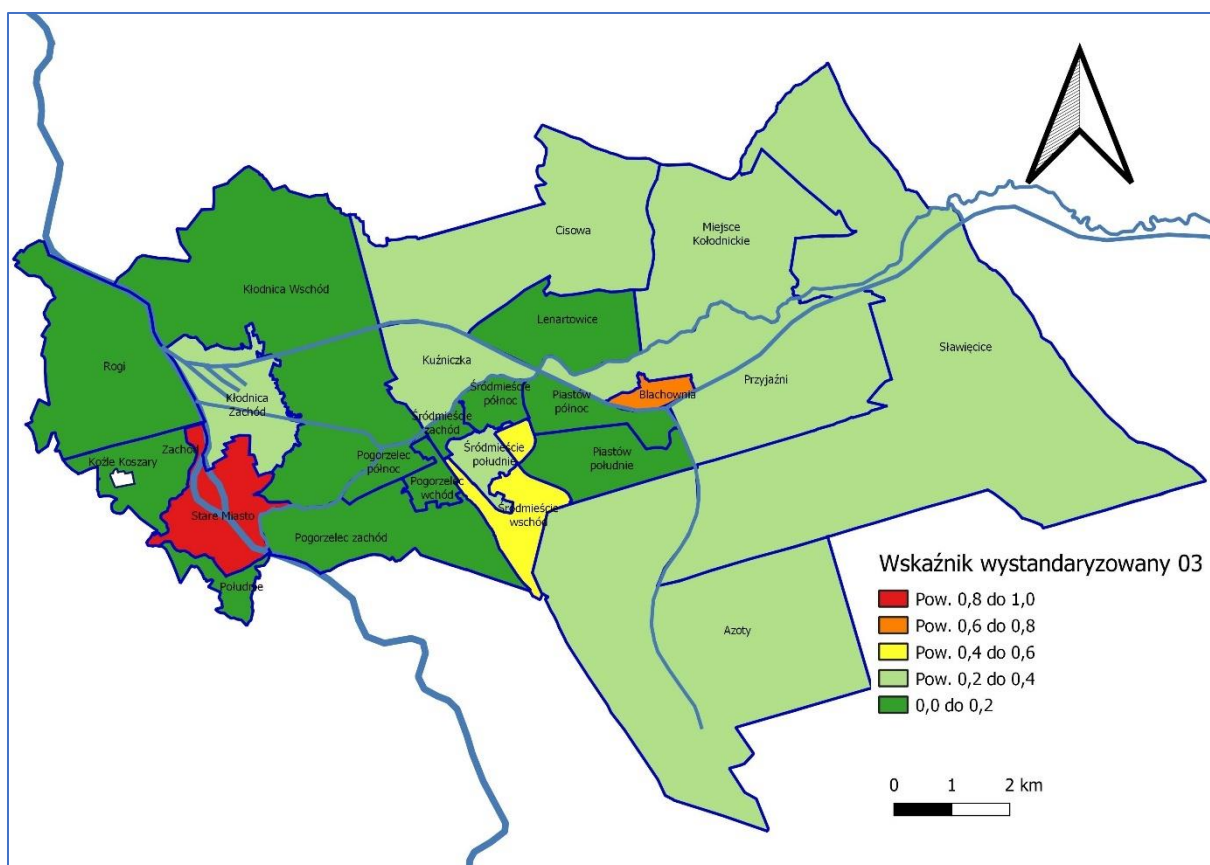 Cisowa
Miejsce
Kołodnickie
Kłodnica Wschód
Lenartowice
Rogi
Kuźniczka
Sławięcice
Przyjaźni
Śródmieście
północ
Piastów
północ
Blachownia
Kłodnica
Zachód
Śródmieście
zachód
Zachód
Śródmieście
południe
Piastów
południe
Koźle Koszary
Pogorzelec
północ
Pogorzelec
wchód
Śródmieście
wschód
Stare Miasto
Pogorzelec zachód
Południe
Azoty
Wskaźnik wystandaryzowany 03
Pow. 0,8 do 1,0
Pow. 0,6 do 0,8
Pow. 0,4 do 0,6
Pow. 0,2 do 0,4
0,0 do 0,2
0 1 2 km